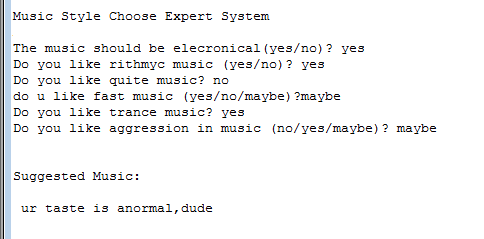 Music Style Choose Expert System
The music should be elecronical(yes/no)? yes
Do you like rithmyc music (yes/no)? yes
Do you like quite music? no
do u like fast music (yes/no/maybe)?maybe
Do you like trance music? yes
Do you like aggression in music (no/yes/maybe)? maybe
Suggested Music:
ur taste is anormal,dude